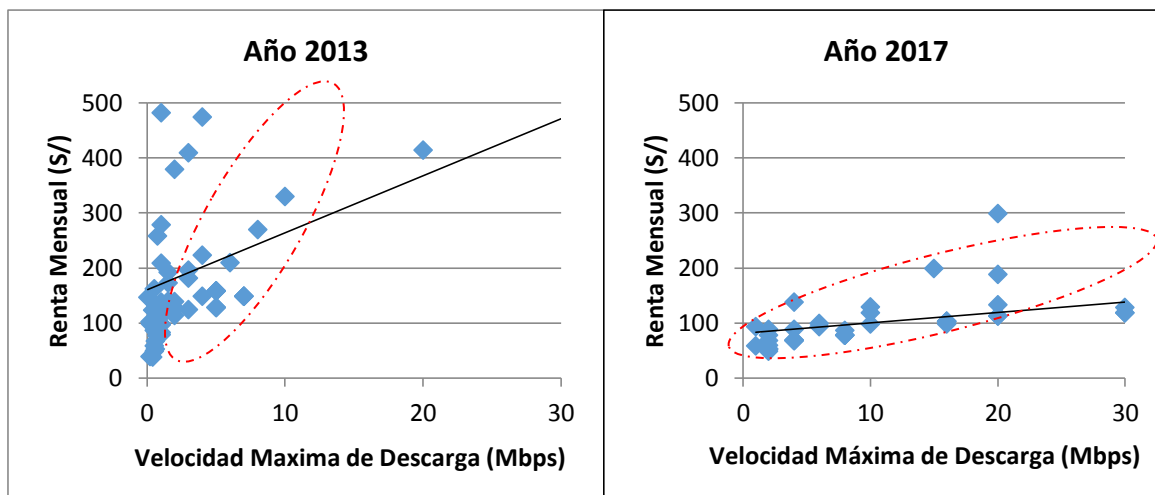 Año 2013
Renta Mensual (S/)
500
400
300
200
100
0
0 10 20 30
Velocidad Maxima de Descarga (Mbps)
Año 2017
Renta Mensual (S/)
500
400
300
200
100
0
0 10 20 30
Velocidad Máxima de Descarga (Mbps)